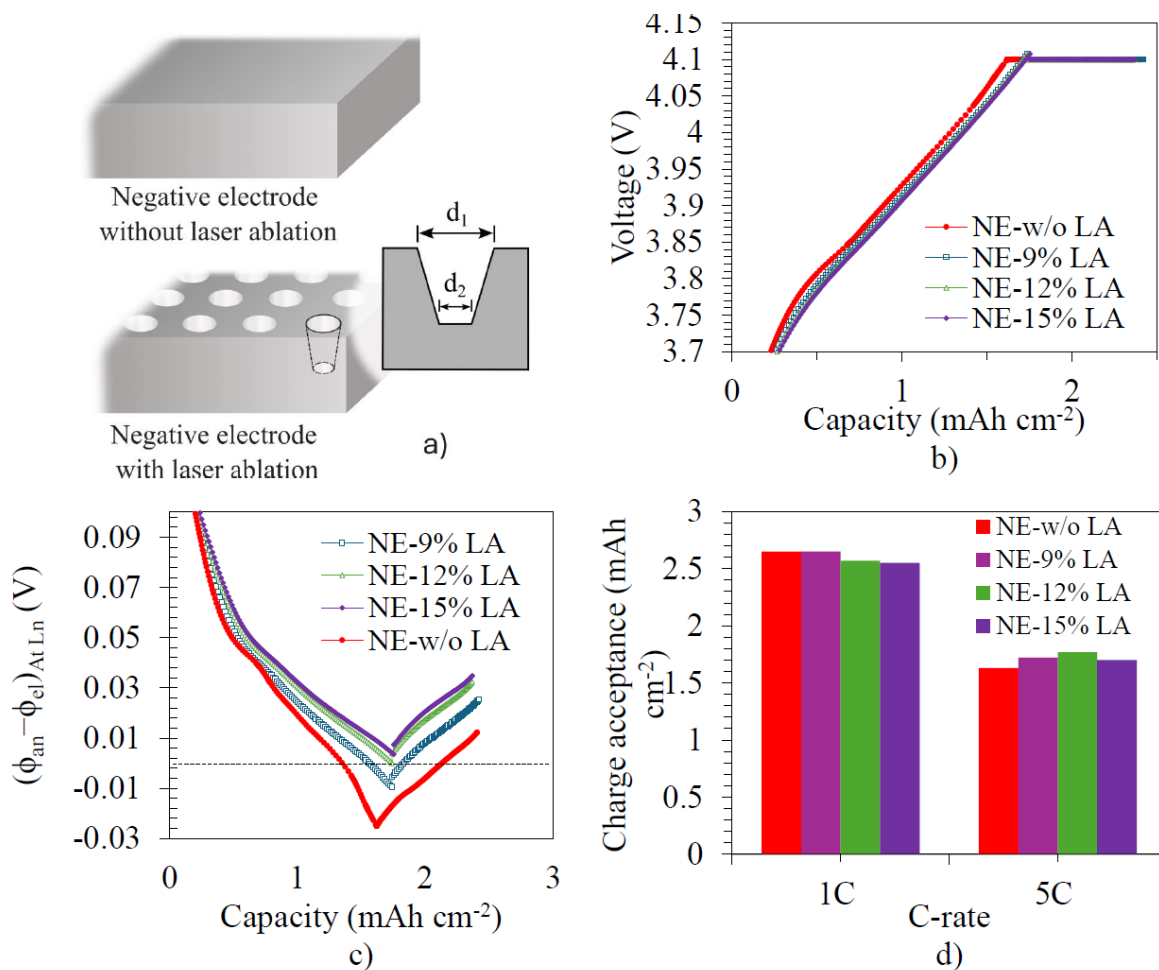 Negative electrode
without laser ablation
d₁
d₂
Negative electrode
with laser ablation
a)
4.15
4.1
4.05
4
3.95
3.9
3.85
3.8
3.75
3.7
Voltage (V)
NE-w/o LA
NE-9% LA
NE-12% LA
NE-15% LA
0
1
2
Capacity (mAh cm⁻²)
b)
0.09
0.07
0.05
0.03
0.01
-0.01
-0.03
(ϕan−ϕel)At Ln (V)
NE-9% LA
NE-12% LA
NE-15% LA
NE-w/o LA
0
1
2
3
Capacity (mAh cm⁻²)
c)
3
2.5
2
1.5
1
0.5
0
Charge acceptance (mAh
cm⁻²)
NE-w/o LA
NE-9% LA
NE-12% LA
NE-15% LA
1C
5C
C-rate
d)